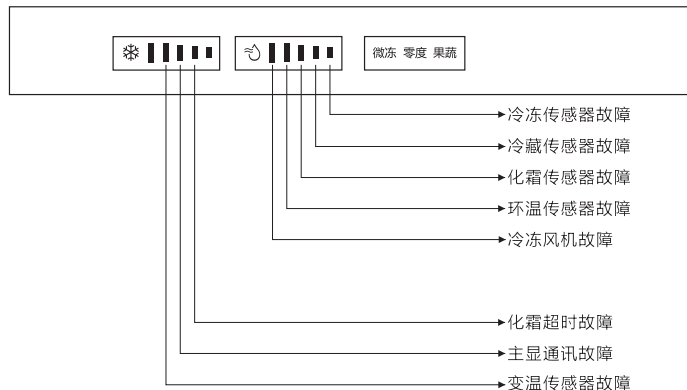 微冻 零度 果蔬
冷冻传感器故障
冷藏传感器故障
化霜传感器故障
环温传感器故障
冷冻风机故障
化霜超时故障
主显通讯故障
变温传感器故障